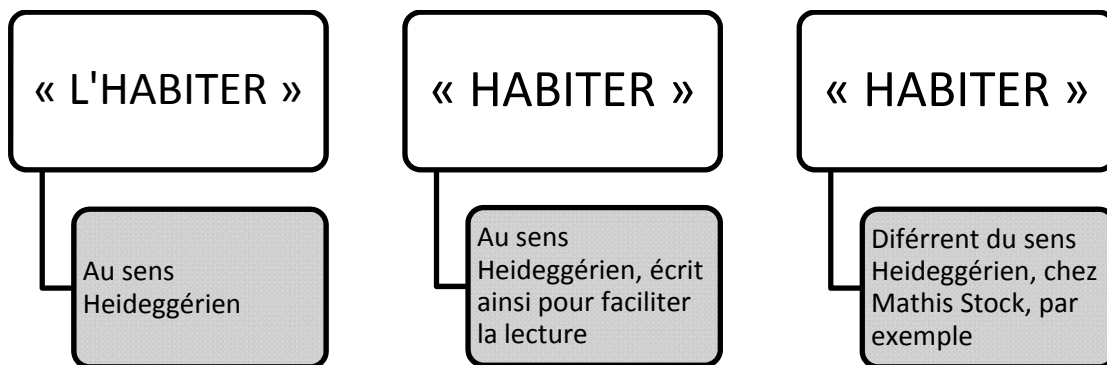 « L'HABITER »
Au sens
Heideggérien
« HABITER »
Au sens
Heideggérien, écrit
ainsi pour faciliter
la lecture
« HABITER »
Diférrent du sens
Heideggérien, chez
Mathis Stock, par
exemple